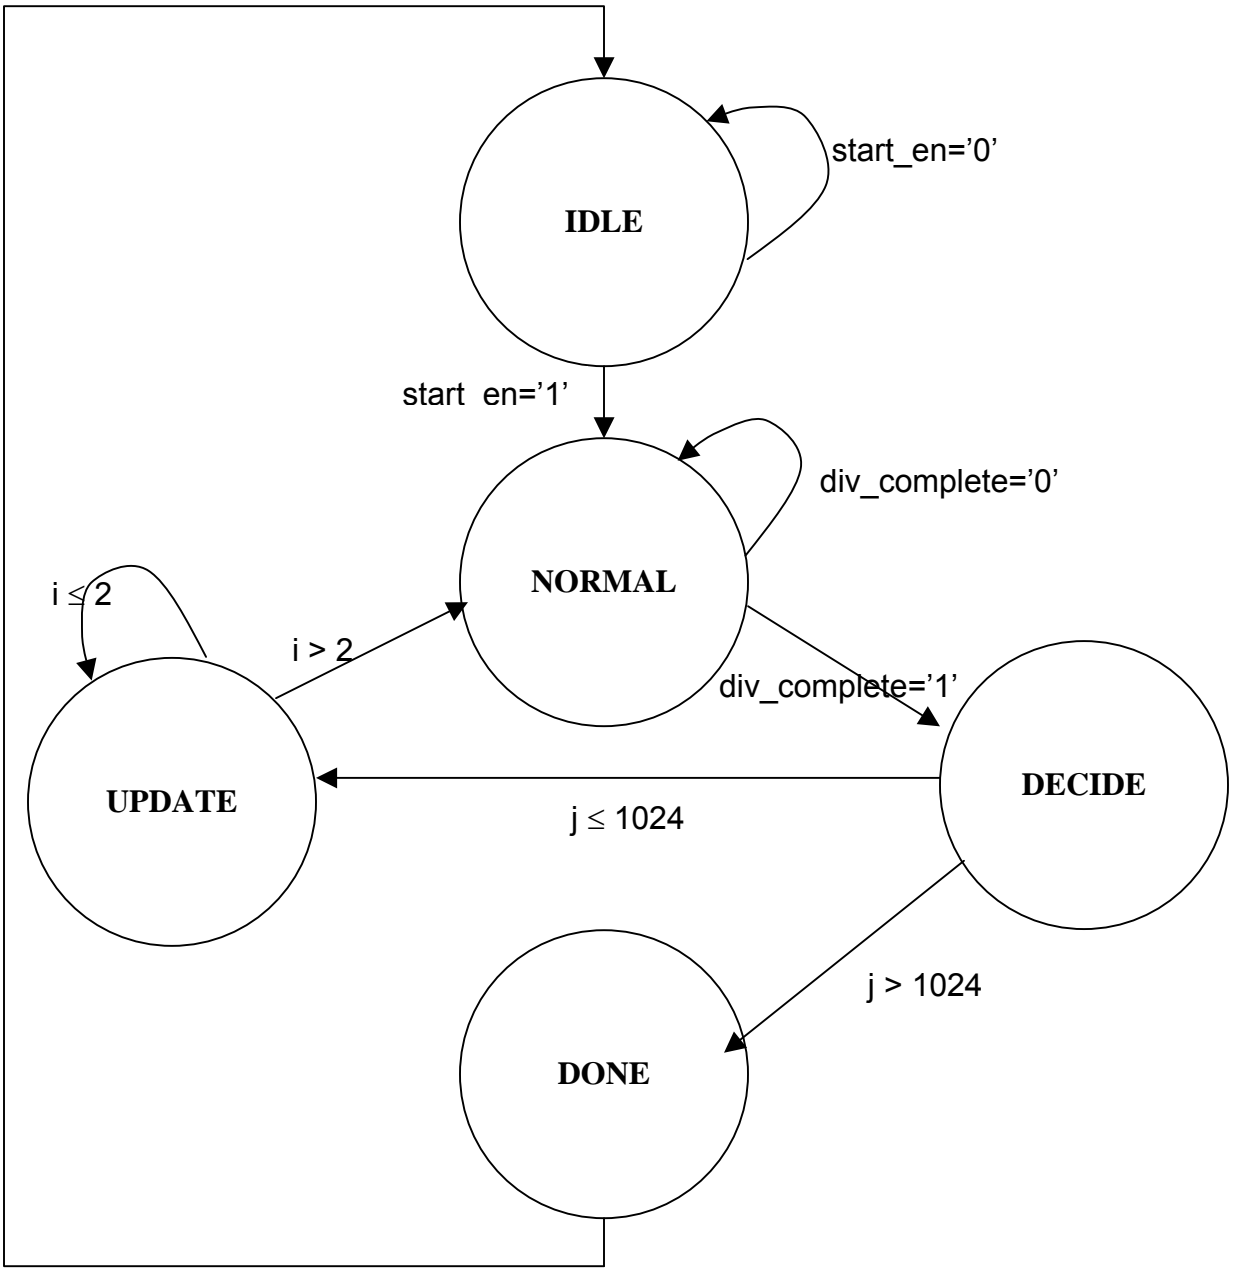 start_en=’0’
IDLE
start en=’1’
div_complete=’0’
NORMAL
i ≤ 2
i > 2
div_complete=’1’
DECIDE
UPDATE
j ≤ 1024
j > 1024
DONE